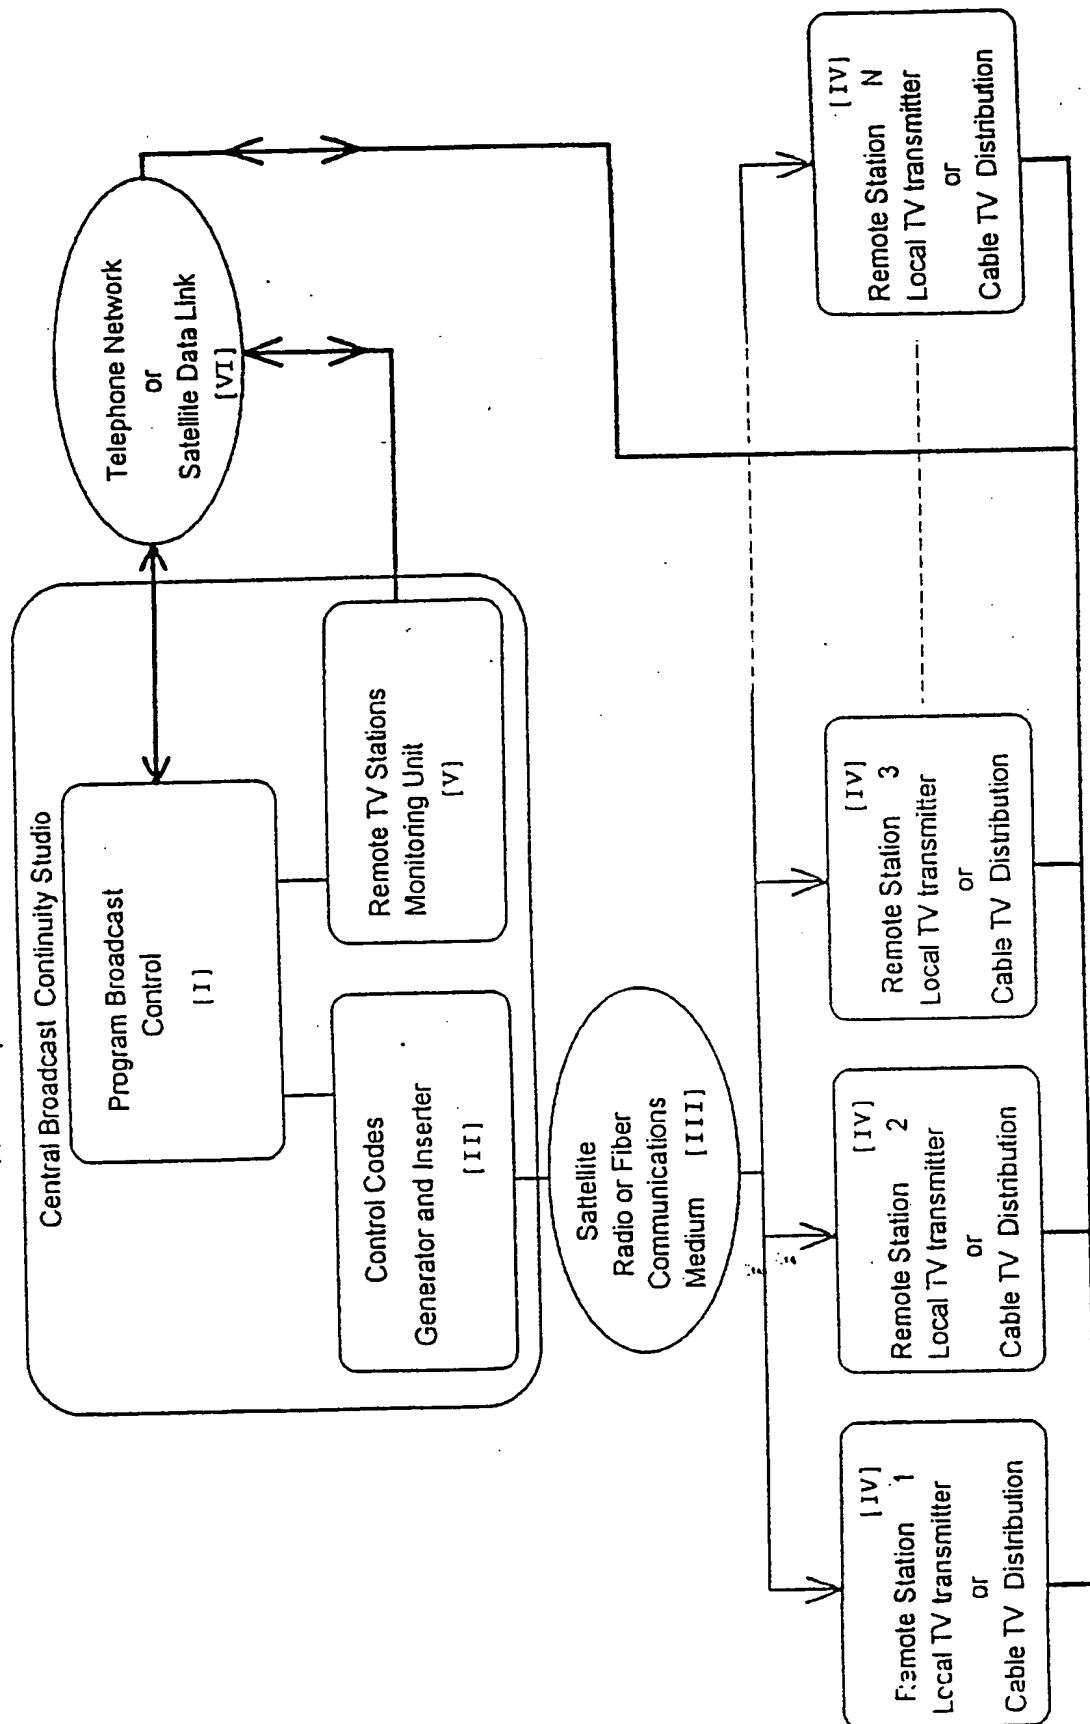 Central Broadcast Continuity Studio
Program Broadcast
Control
[I]
Control Codes
Generator and Inserter
[II]
Remote TV Stations
Monitoring Unit
[V]
Telephone Network
or
Satellite Data Link
[VI]
Sattellite
Radio or Fiber
Communications
Medium [III]
[IV]
Remote Station 1
Local TV transmitter
or
Cable TV Distribution
[IV]
Remote Station 2
Local TV transmitter
or
Cable TV Distribution
[IV]
Remote Station 3
Local TV transmitter
or
Cable TV Distribution
[IV]
Remote Station N
Local TV transmitter
or
Cable TV Distribution